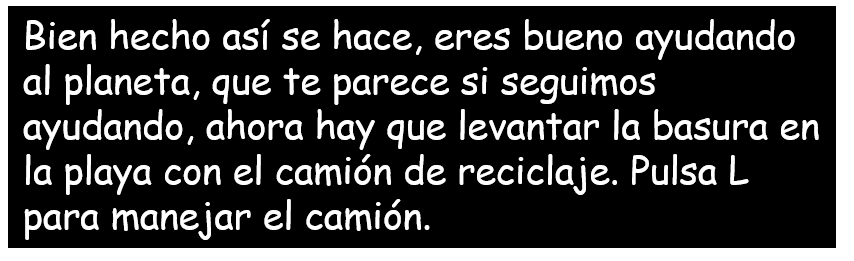 Bien hecho así se hace, eres bueno ayudando
al planeta, que te parece si seguimos
ayudando, ahora hay que levantar la basura en
la playa con el camión de reciclaje. Pulsa L
para manejar el camión.